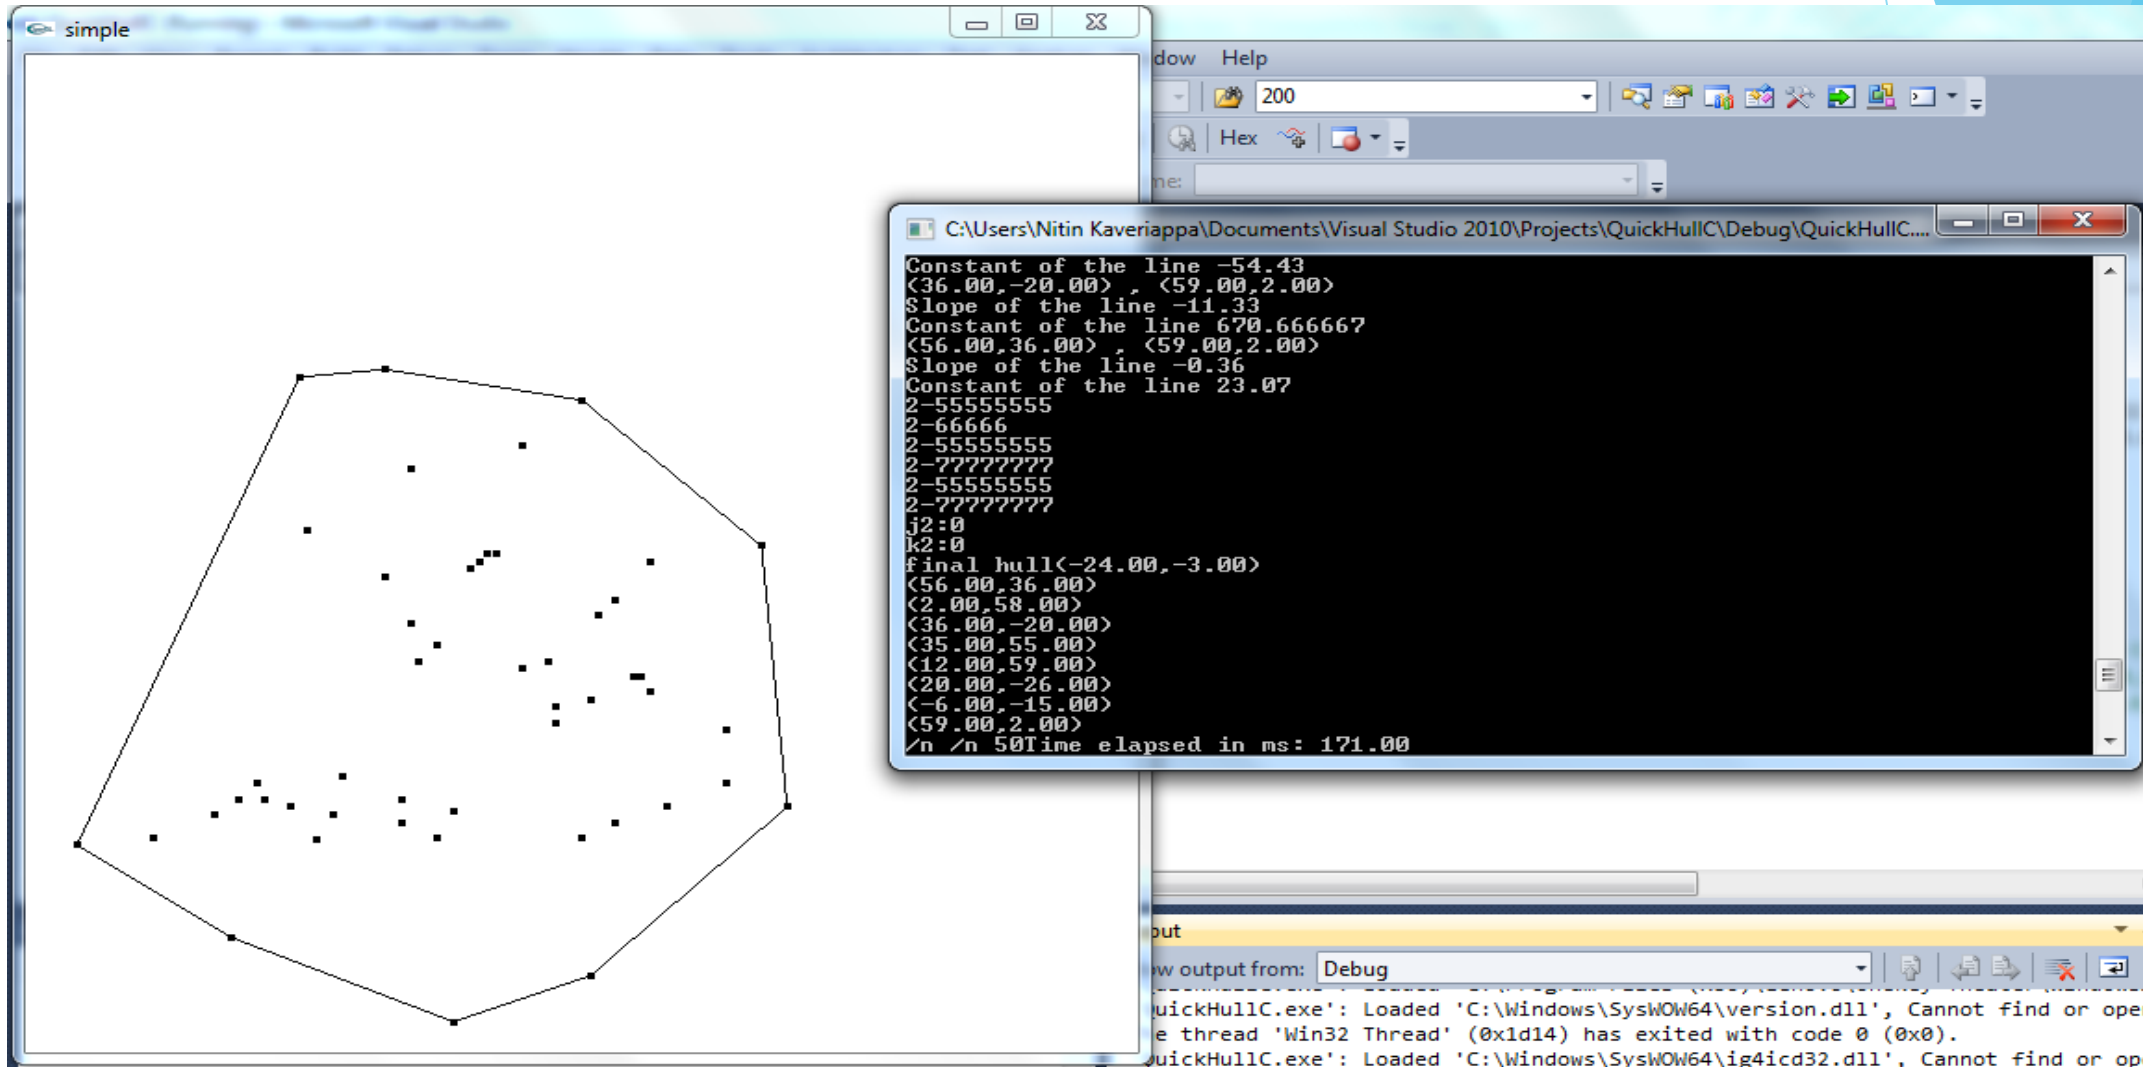 simple
dow Help
200
Hex
me:
C:\Users\Nitin Kaveriappa\Documents\Visual Studio 2010\Projects\QuickHullC\Debug\QuickHullC....
Constant of the line -54.43
(36.00,-20.00) , (59.00,2.00)
Slope of the line -11.33
Constant of the line 670.666667
(56.00,36.00) , (59.00,2.00)
Slope of the line -0.36
Constant of the line 23.07
2-55555555
2-66666
2-55555555
2-77777777
2-55555555
2-77777777
j2:0
k2:0
final hull(-24.00,-3.00)
(56.00,36.00)
(2.00,58.00)
(36.00,-20.00)
(35.00,55.00)
(12.00,59.00)
(20.00,-26.00)
(-6.00,-15.00)
(59.00,2.00)
/n /n 50Time elapsed in ms: 171.00
put
ow output from: Debug
uickHullC.exe': Loaded 'C:\Windows\SysWOW64\version.dll', Cannot find or ope
e thread 'Win32 Thread' (0x1d14) has exited with code 0 (0x0).
QuickHullC.exe': Loaded 'C:\Windows\SysWOW64\ig4icd32.dll', Cannot find or op